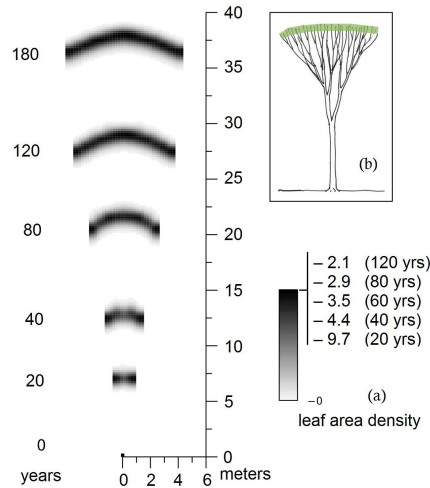 40
180
35
30
120
25
80
20
15
40
10
20
5
0
0
years
0 2 4 6 meters
(b)
– 2.1 (120 yrs)
– 2.9 (80 yrs)
– 3.5 (60 yrs)
– 4.4 (40 yrs)
– 9.7 (20 yrs)
–0
(a)
leaf area density